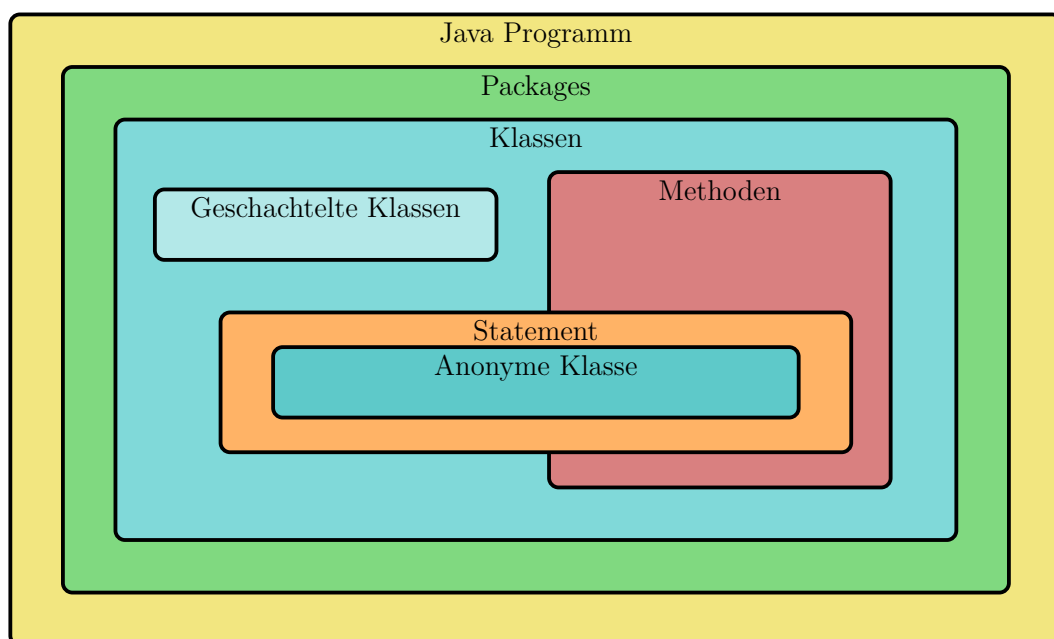 Java Programm
Packages
Klassen
Geschachtelte Klassen
Methoden
Statement
Anonyme Klasse